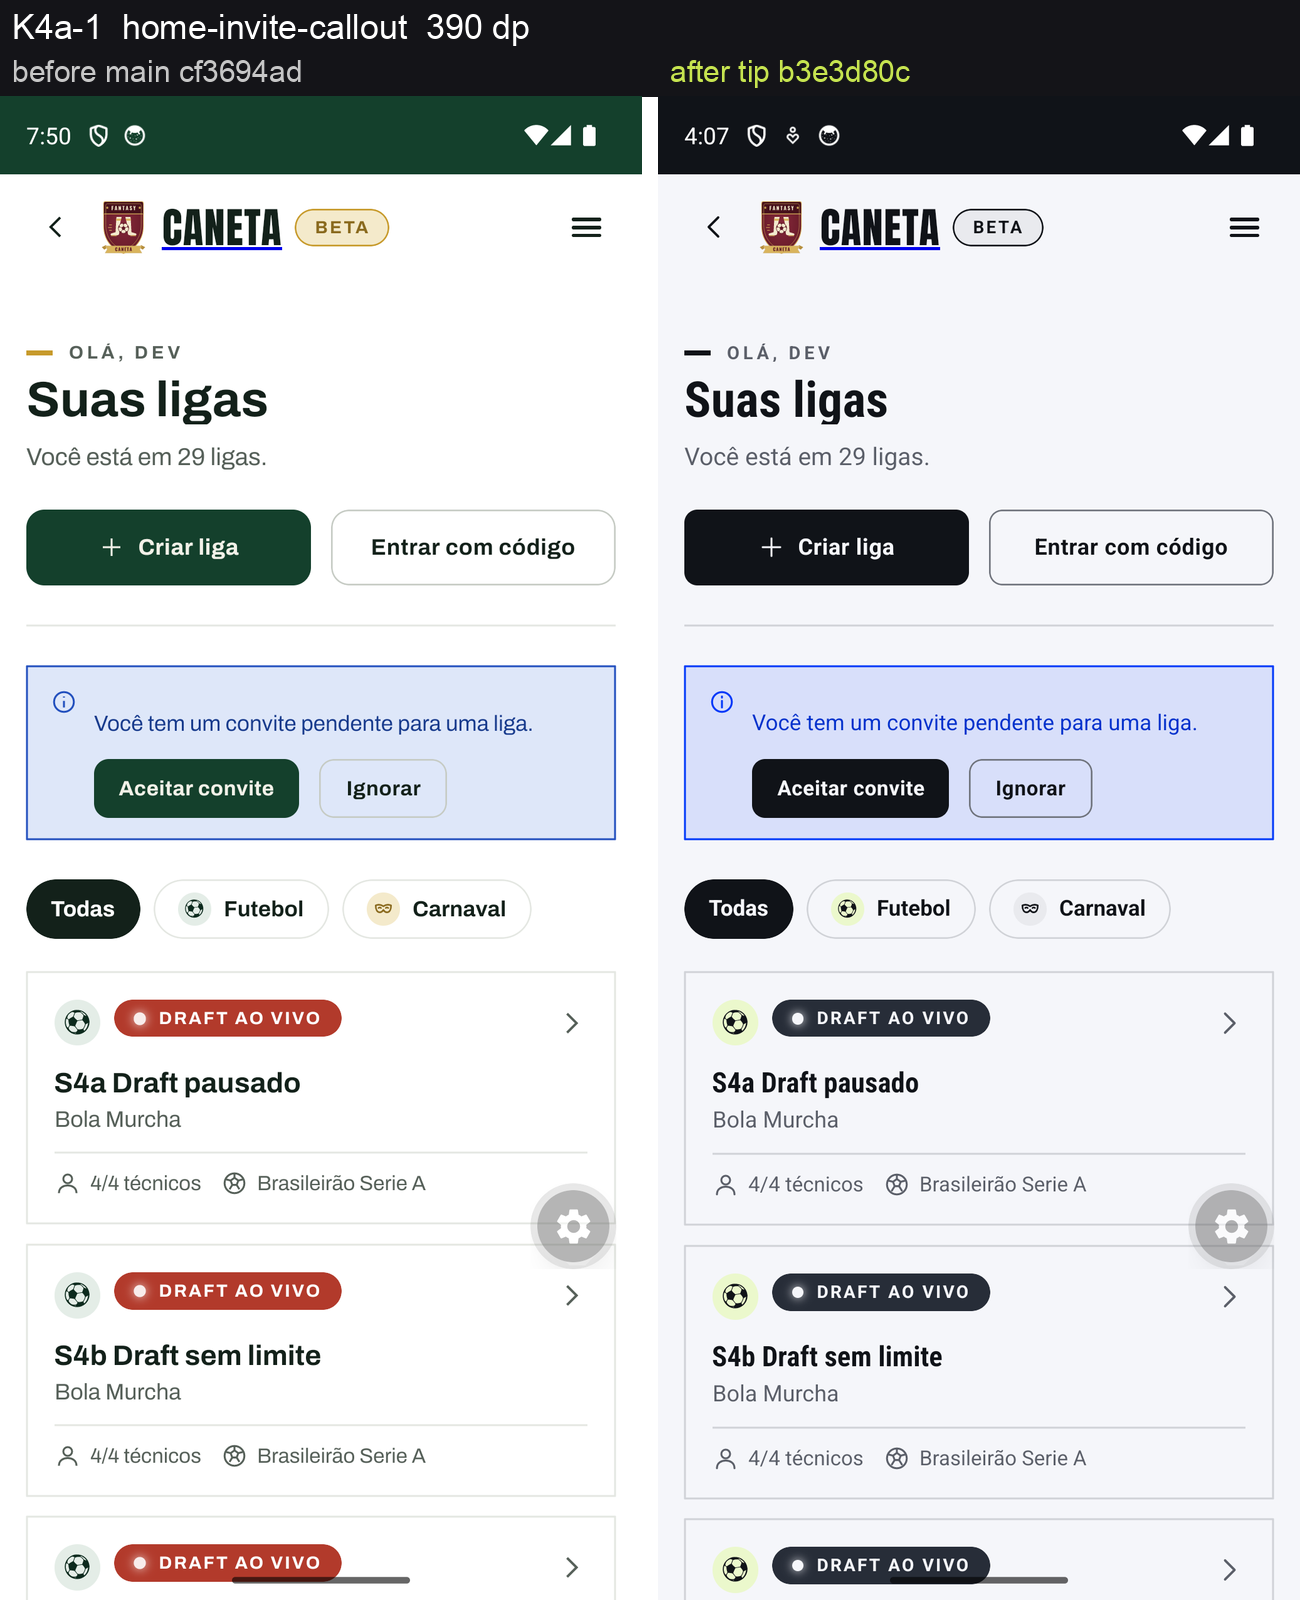 K4a-1 home-invite-callout 390 dp
before main cf3694ad
after tip b3e3d80c
7:50
FANTASY
CANETA
CANETA
BETA
OLÁ, DEV
Suas ligas
Você está em 29 ligas.
Criar liga
Entrar com código
Você tem um convite pendente para uma liga.
Aceitar convite
Ignorar
Todas
Futebol
Carnaval
DRAFT AO VIVO
S4a Draft pausado
Bola Murcha
4/4 técnicos
Brasileirão Serie A
DRAFT AO VIVO
S4b Draft sem limite
Bola Murcha
4/4 técnicos
Brasileirão Serie A
DRAFT AO VIVO
4:07
FANTASY
CANETA
CANETA
BETA
OLÁ, DEV
Suas ligas
Você está em 29 ligas.
Criar liga
Entrar com código
Você tem um convite pendente para uma liga.
Aceitar convite
Ignorar
Todas
Futebol
Carnaval
DRAFT AO VIVO
S4a Draft pausado
Bola Murcha
4/4 técnicos
Brasileirão Serie A
DRAFT AO VIVO
S4b Draft sem limite
Bola Murcha
4/4 técnicos
Brasileirão Serie A
DRAFT AO VIVO